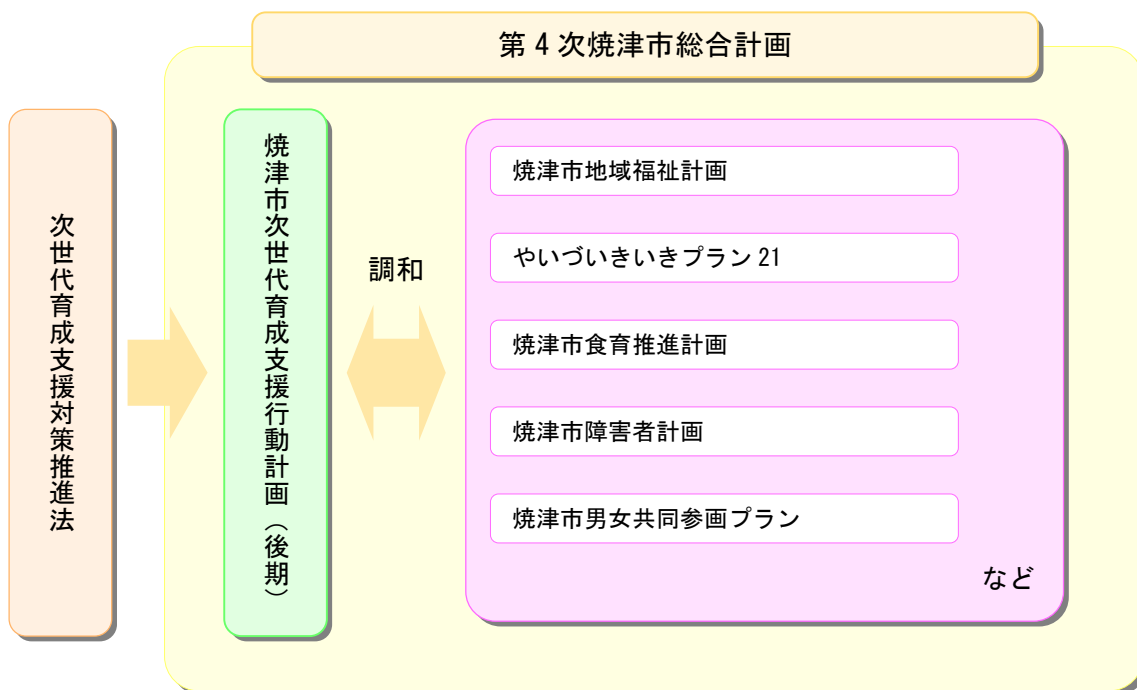 第４次焼津市総合計画
次世代育成支援対策推進法
焼津市次世代育成支援行動計画（後期）
調和
焼津市地域福祉計画
やいづいきいきプラン 21
焼津市食育推進計画
焼津市障害者計画
焼津市男女共同参画プラン
など